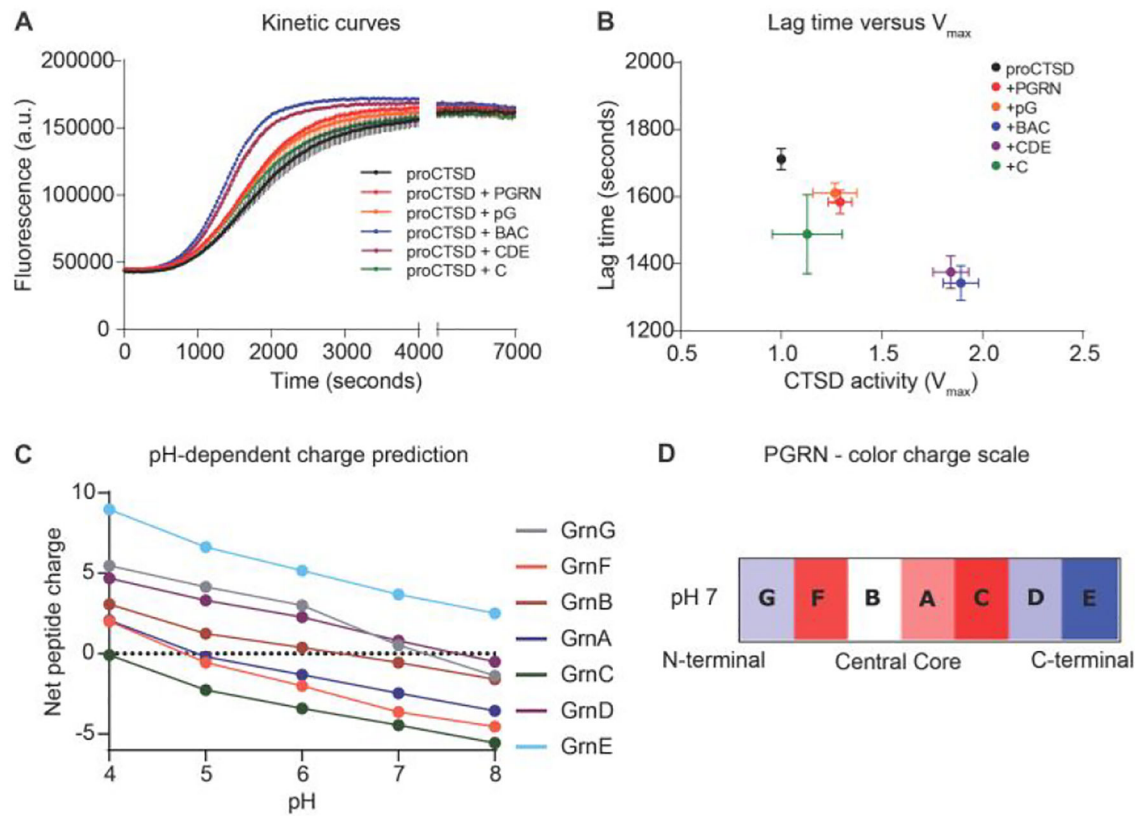 A
Kinetic curves
200000
150000
100000
50000
0
Fluorescence (a.u.)
0 1000 2000 3000 4000 7000
Time (seconds)
proCTSD
proCTSD + PGRN
proCTSD + pG
proCTSD + BAC
proCTSD + CDE
proCTSD + C
B
Lag time versus Vmax
2000
1800
1600
1400
1200
Lag time (seconds)
0.5 1.0 1.5 2.0 2.5
CTSD activity (Vmax)
proCTSD
+PGRN
+pG
+BAC
+CDE
+C
C
pH-dependent charge prediction
10
5
0
-5
Net peptide charge
4 5 6 7 8
pH
GrnG
GrnF
GrnB
GrnA
GrnC
GrnD
GrnE
D
PGRN - color charge scale
pH 7
G F B A C D E
N-terminal Central Core C-terminal